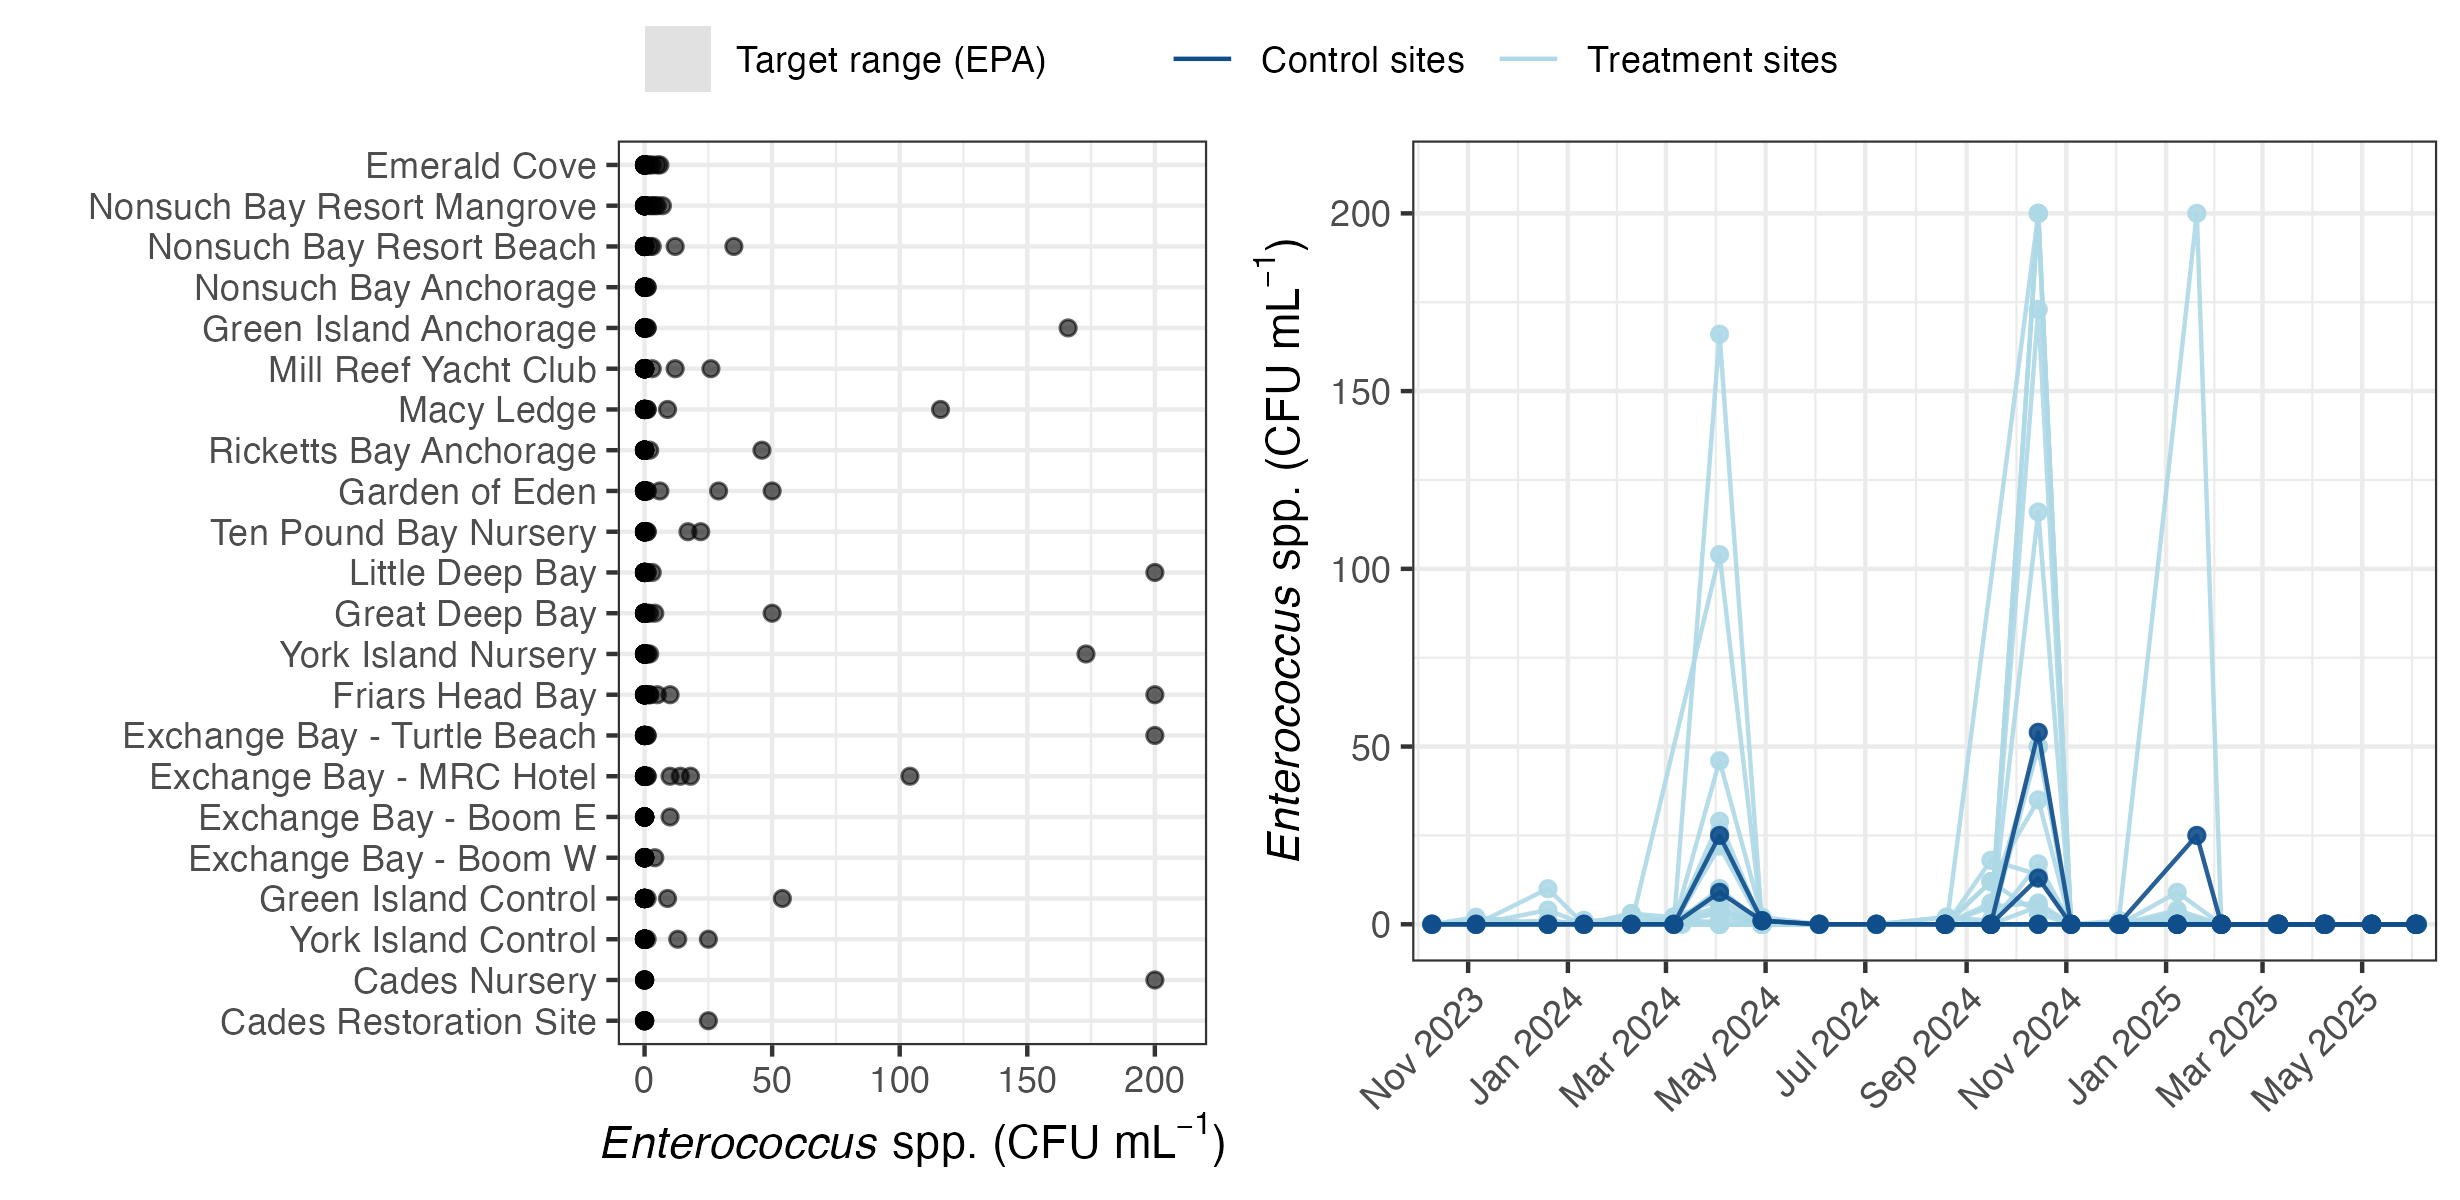 Target range (EPA) Control sites Treatment sites
Emerald Cove
Nonsuch Bay Resort Mangrove
Nonsuch Bay Resort Beach
Nonsuch Bay Anchorage
Green Island Anchorage
Mill Reef Yacht Club
Macy Ledge
Ricketts Bay Anchorage
Garden of Eden
Ten Pound Bay Nursery
Little Deep Bay
Great Deep Bay
York Island Nursery
Friars Head Bay
Exchange Bay - Turtle Beach
Exchange Bay - MRC Hotel
Exchange Bay - Boom E
Exchange Bay - Boom W
Green Island Control
York Island Control
Cades Nursery
Cades Restoration Site
0 50 100 150 200
Enterococcus spp. (CFU mL⁻¹)
Enterococcus spp. (CFU mL⁻¹)
200
150
100
50
0
Nov 2023
Jan 2024
Mar 2024
May 2024
Jul 2024
Sep 2024
Nov 2024
Jan 2025
Mar 2025
May 2025